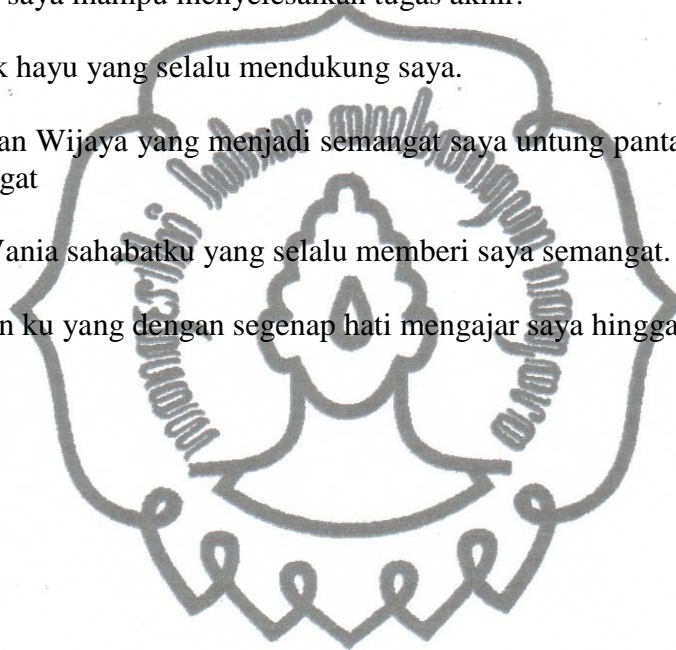 saya mampu menyelesaikan tugas akhir.
k hayu yang selalu mendukung saya.
an Wijaya yang menjadi semangat saya untung panta
gat
Vania sahabatku yang selalu memberi saya semangat.
n ku yang dengan segenap hati mengajar saya hingga